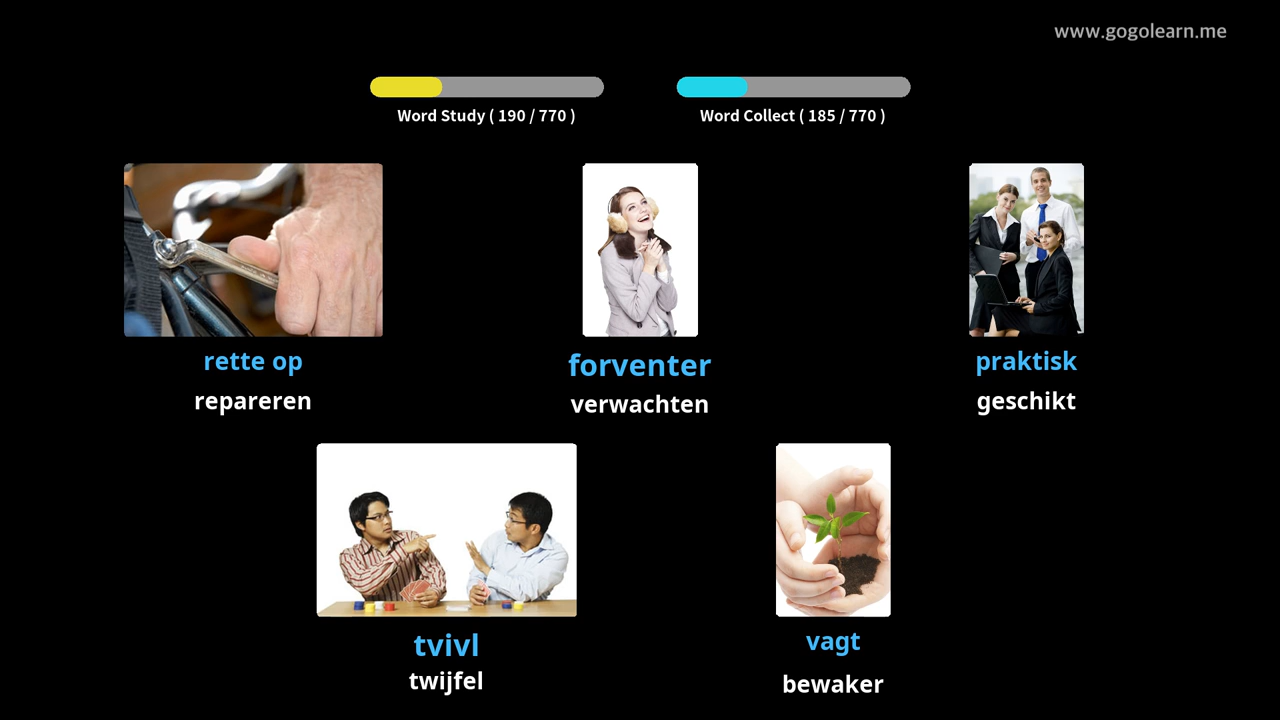 www.gogolearn.me
Word Study ( 190 / 770 )
Word Collect ( 185 / 770 )
rette op
repareren
forventer
verwachten
praktisk
geschikt
tvivl
twijfel
vagt
bewaker